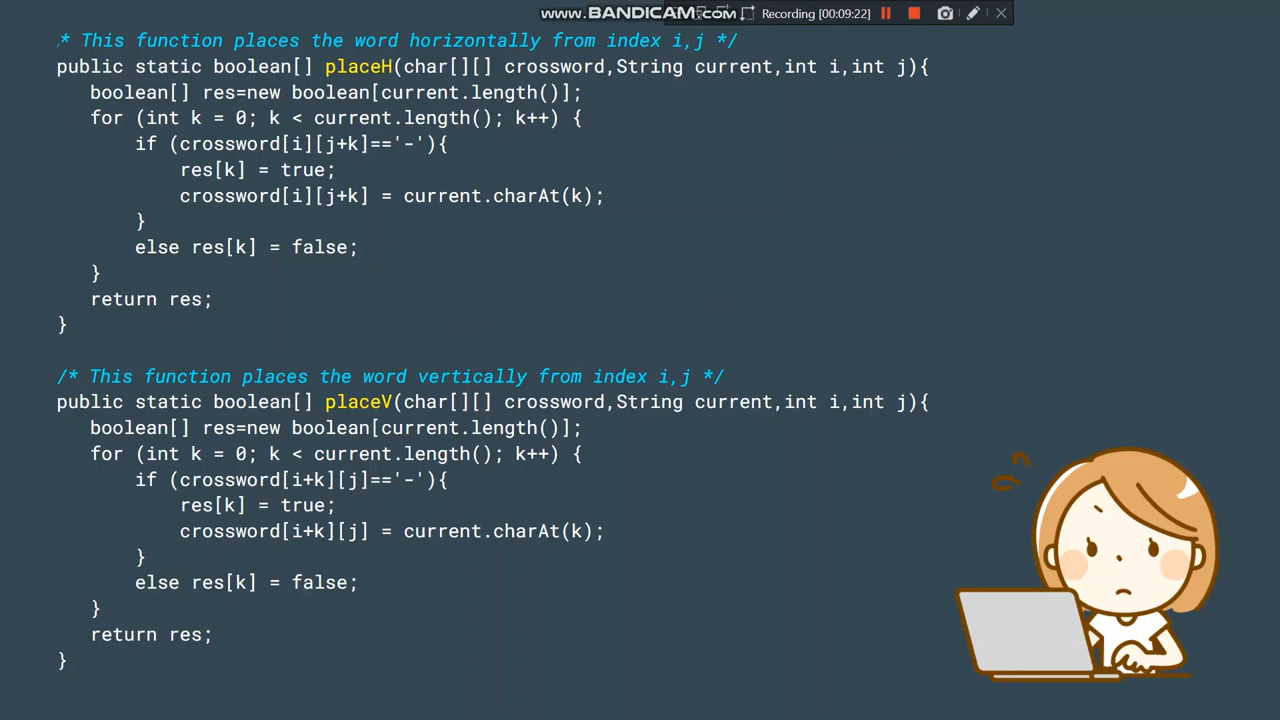 www.BANDICAM.com Recording [00:09:22]
* This function places the word horizontally from index i,j */
public static boolean[] placeH(char[][] crossword,String current,int i,int j){
boolean[] res=new boolean[current.length()];
for (int k = 0; k < current.length(); k++) {
if (crossword[i][j+k]=='-'){
res[k] = true;
crossword[i][j+k] = current.charAt(k);
}
else res[k] = false;
}
return res;
}
/* This function places the word vertically from index i,j */
public static boolean[] placeV(char[][] crossword,String current,int i,int j){
boolean[] res=new boolean[current.length()];
for (int k = 0; k < current.length(); k++) {
if (crossword[i+k][j]=='-'){
res[k] = true;
crossword[i+k][j] = current.charAt(k);
}
else res[k] = false;
}
return res;
}